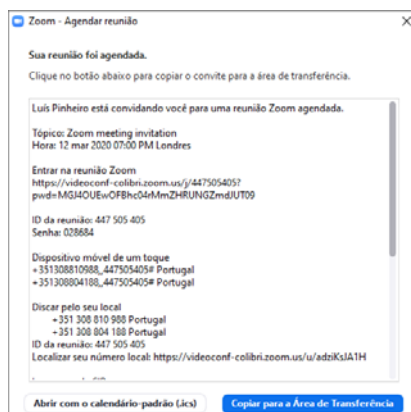 Zoom - Agendar reunião
Sua reunião foi agendada.
Clique no botão abaixo para copiar o convite para a área de transferência.
Luís Pinheiro está convidando você para uma reunião Zoom agendada.
Tópico: Zoom meeting invitation
Hora: 12 mar 2020 07:00 PM Londres
Entrar na reunião Zoom
https://videoconf-colibri.zoom.us/j/447505405?
pwd=MGJ4OUEwOFBhc04rMmZHRUNGZmdJUT09
ID da reunião: 447 505 405
Senha: 028684
Dispositivo móvel de um toque
+351308810988,,447505405# Portugal
+351308804188,,447505405# Portugal
Discar pelo seu local
+351 308 810 988 Portugal
+351 308 804 188 Portugal
ID da reunião: 447 505 405
Localizar seu número local: https://videoconf-colibri.zoom.us/u/adziKsJA1H
Abrir com o calendário-padrão (.ics)
Copiar para a Área de Transferência